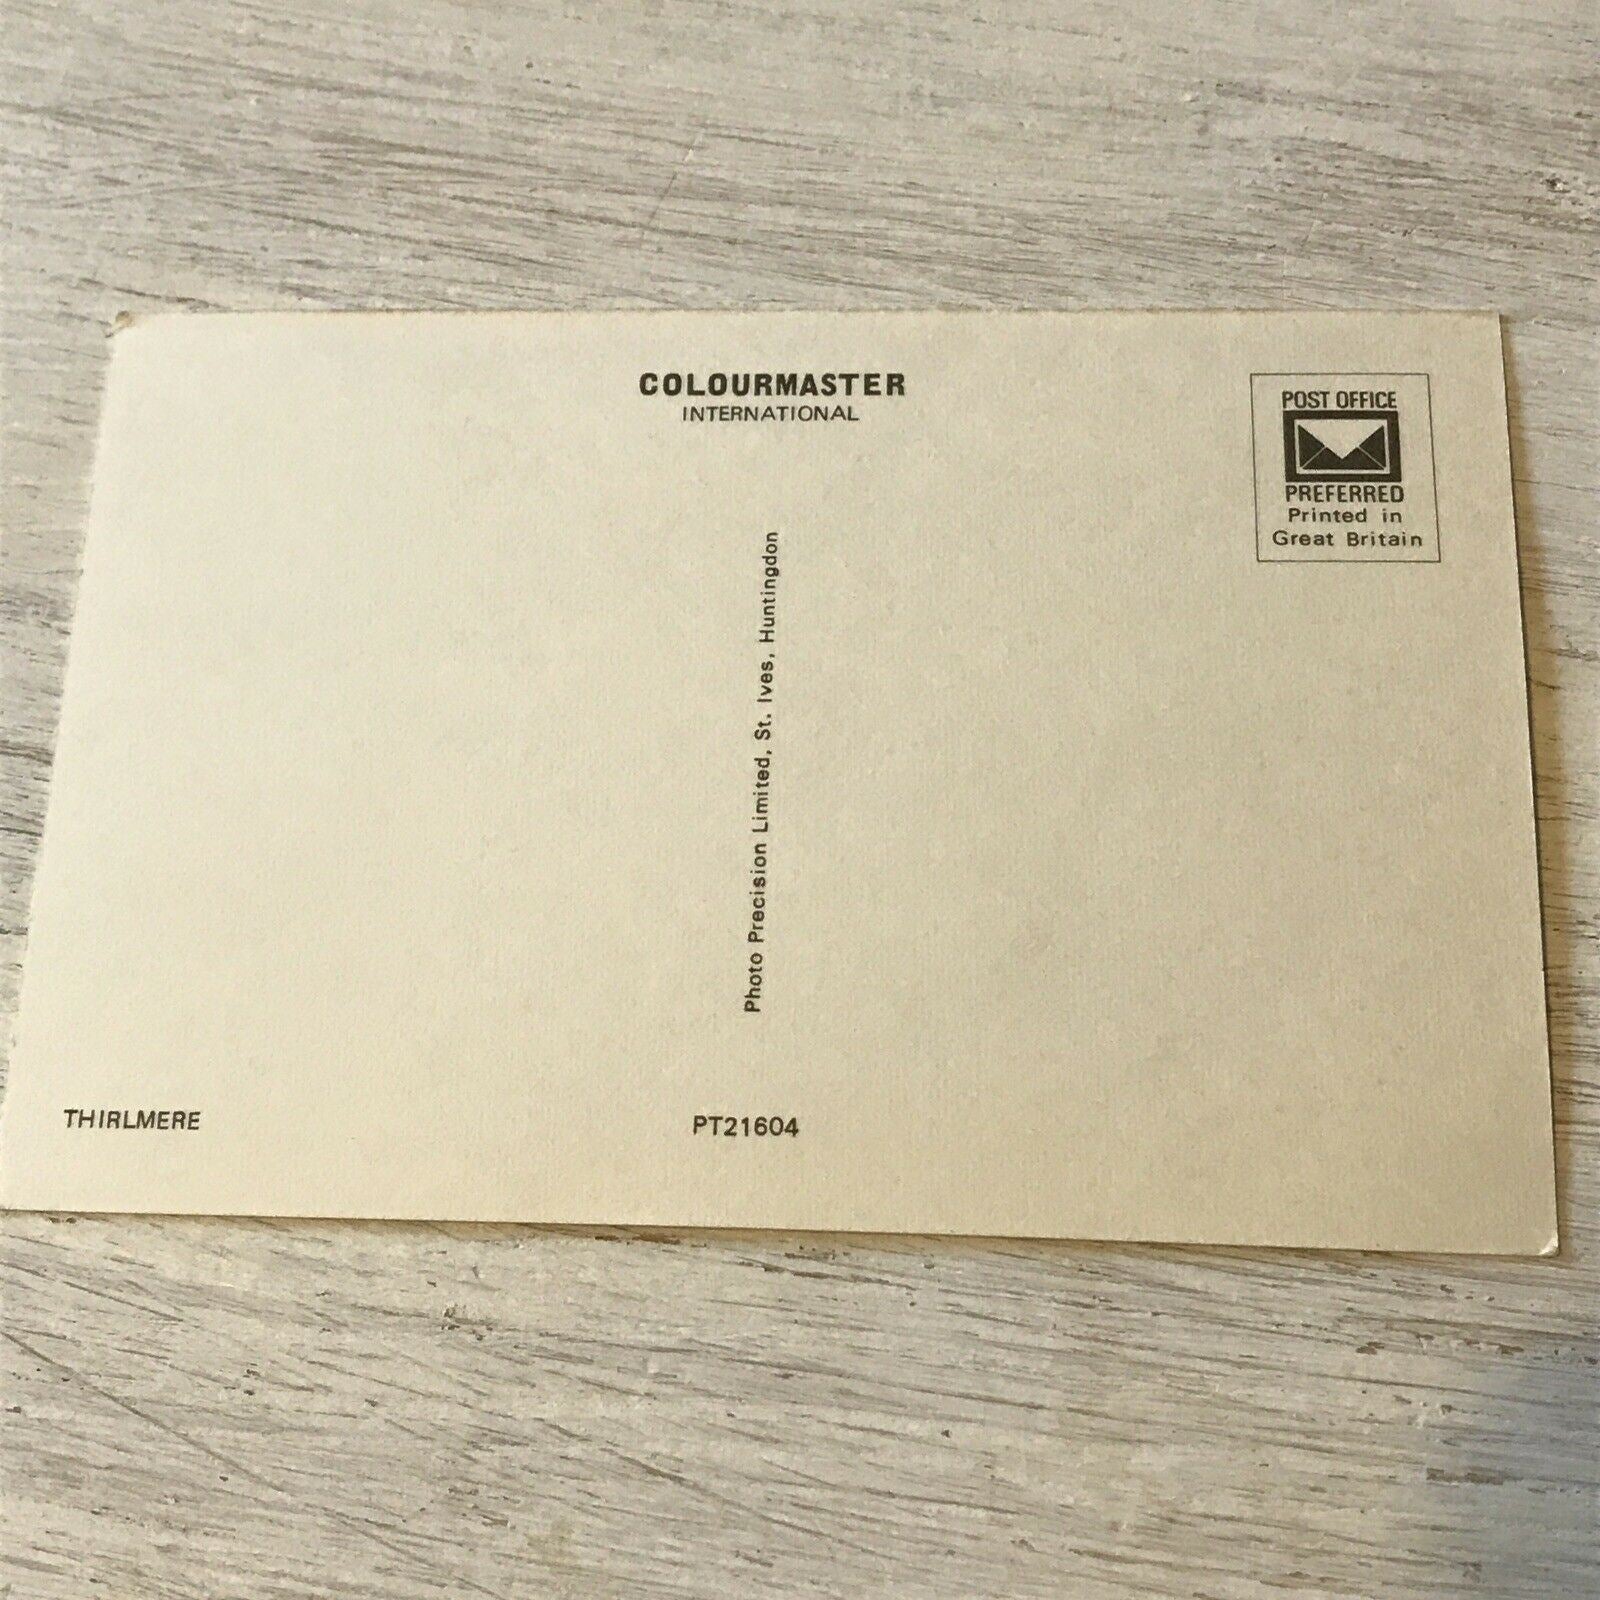 COLOURMASTER
INTERNATIONAL
POST OFFICE
PREFERRED
Printed in
Great Britain
Photo Precision Limited, St. Ives, Huntingdon
THIRLMERE
PT21604